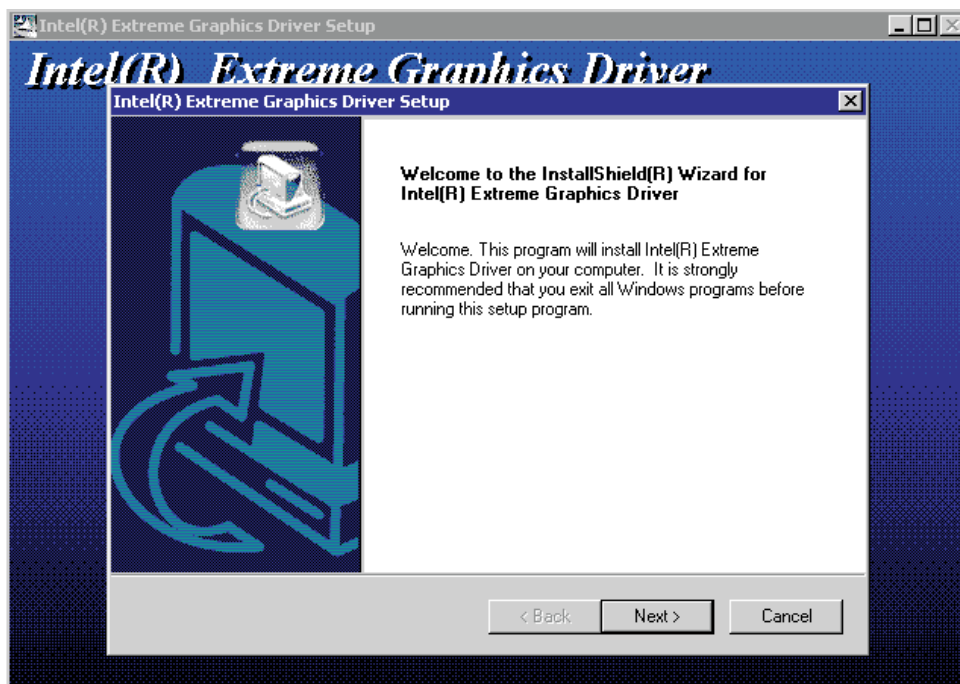 Intel(R) Extreme Graphics Driver Setup
Intel(R) Extreme Graphics Driver
Intel(R) Extreme Graphics Driver Setup
Welcome to the InstallShield(R) Wizard for
Intel(R) Extreme Graphics Driver
Welcome. This program will install Intel(R) Extreme
Graphics Driver on your computer. It is strongly
recommended that you exit all Windows programs before
running this setup program.
< Back
Next >
Cancel